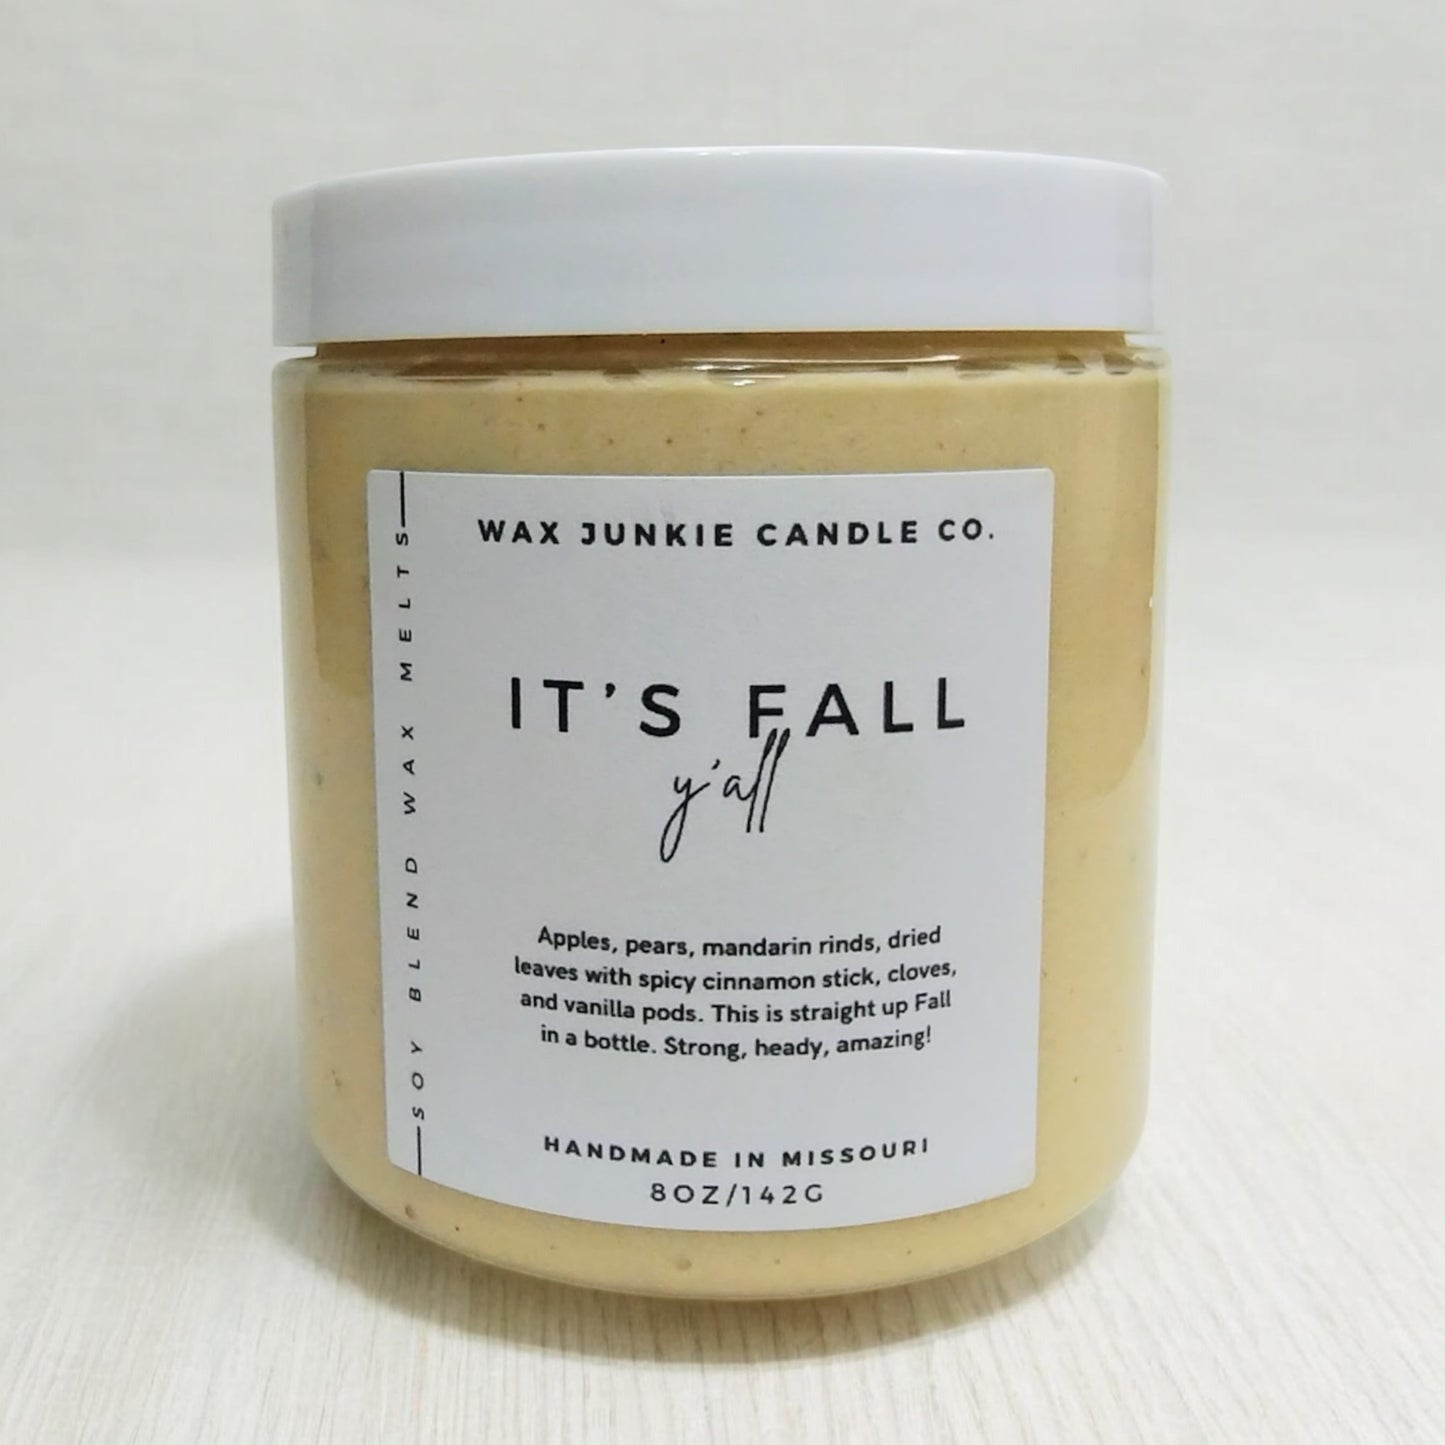 WAX JUNKIE CANDLE CO.
IT'S FALL
y'all
Apples, pears, mandarin rinds, dried
leaves with spicy cinnamon stick, cloves,
and vanilla pods. This is straight up Fall
in a bottle. Strong, heady, amazing!
HANDMADE IN MISSOURI
8OZ/142G
SOY BLEND WAX MELTS